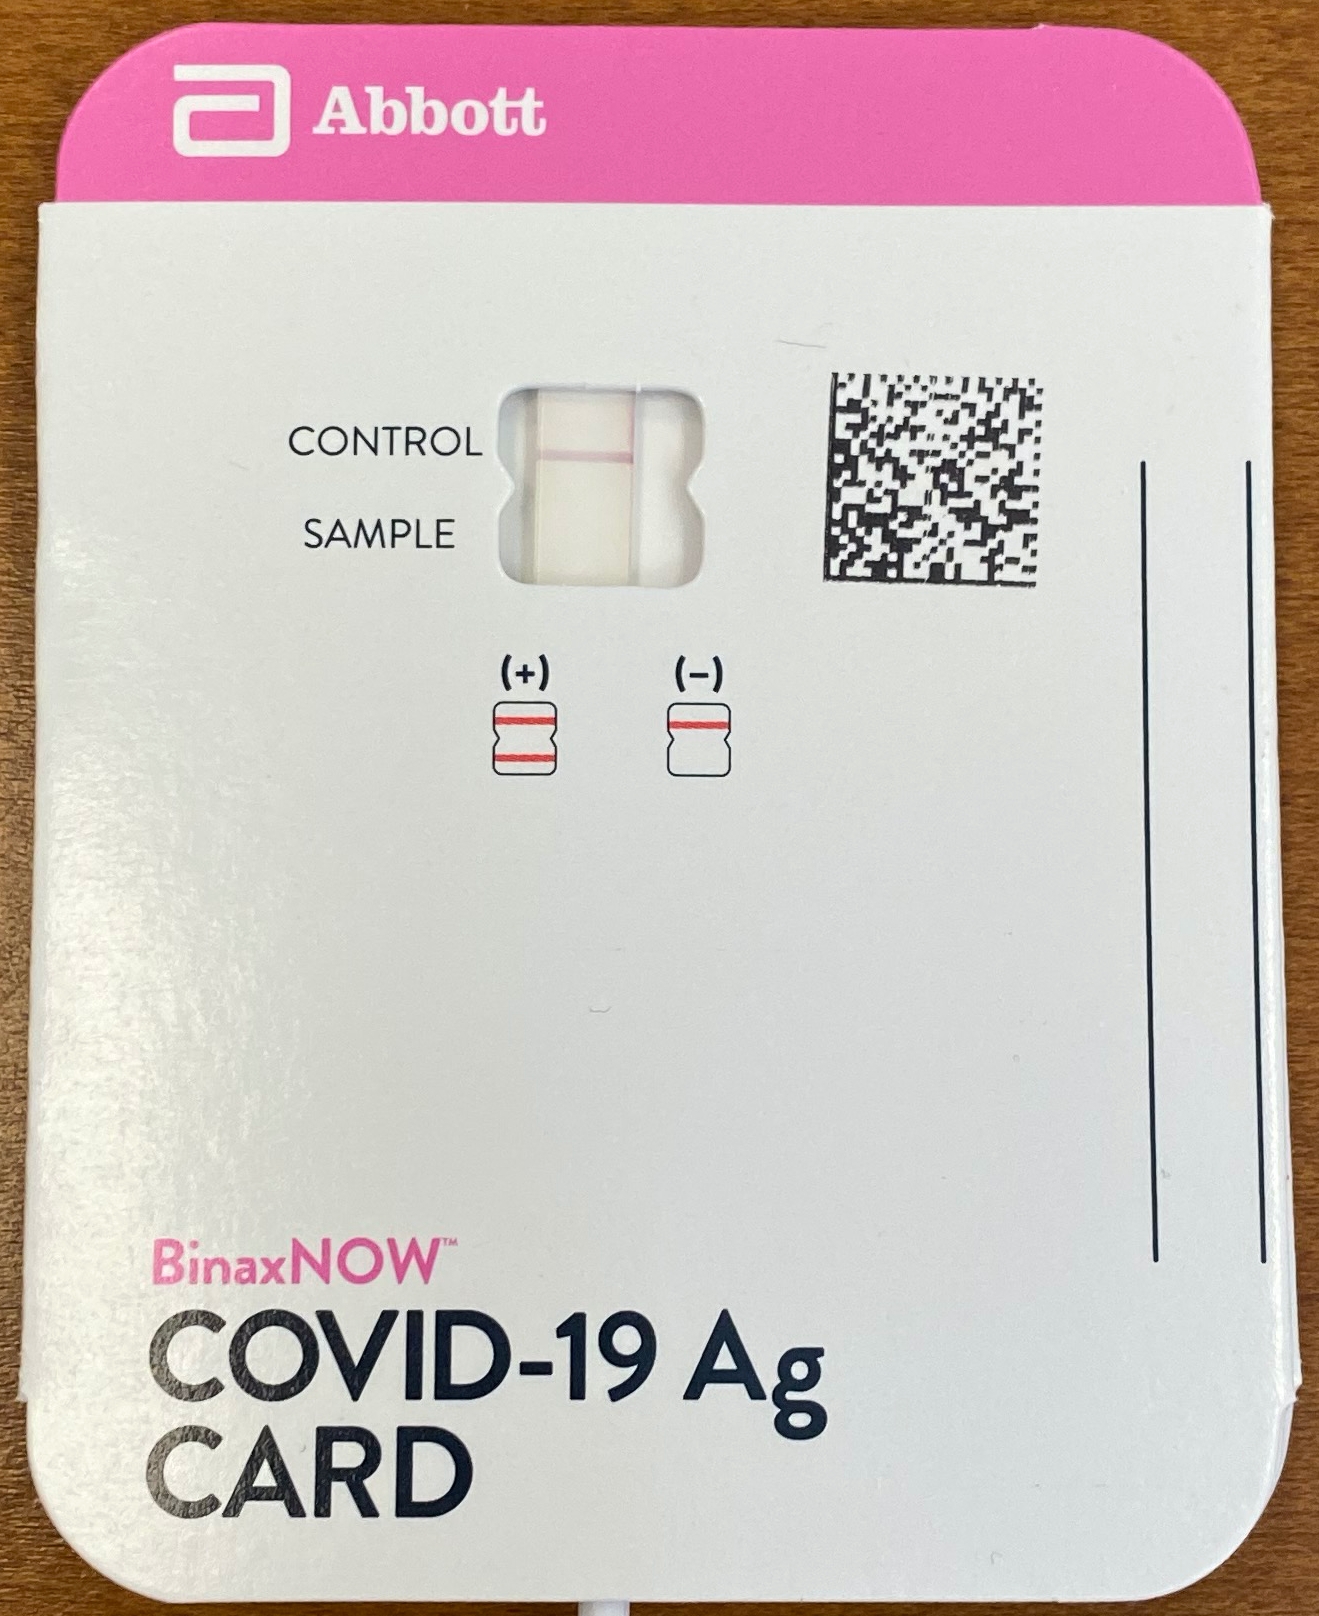 Abbott
CONTROL
SAMPLE
(+) (-)
BinaxNOW™
COVID-19 Ag
CARD